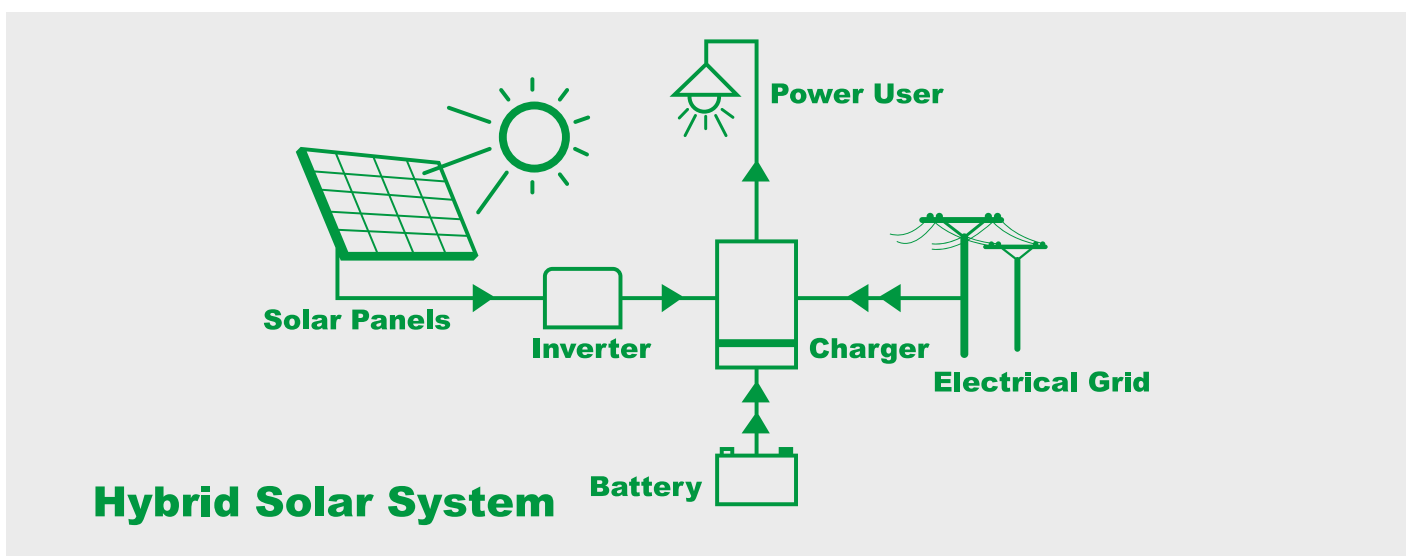 Power User
Solar Panels
Inverter
Charger
Electrical Grid
Battery
Hybrid Solar System